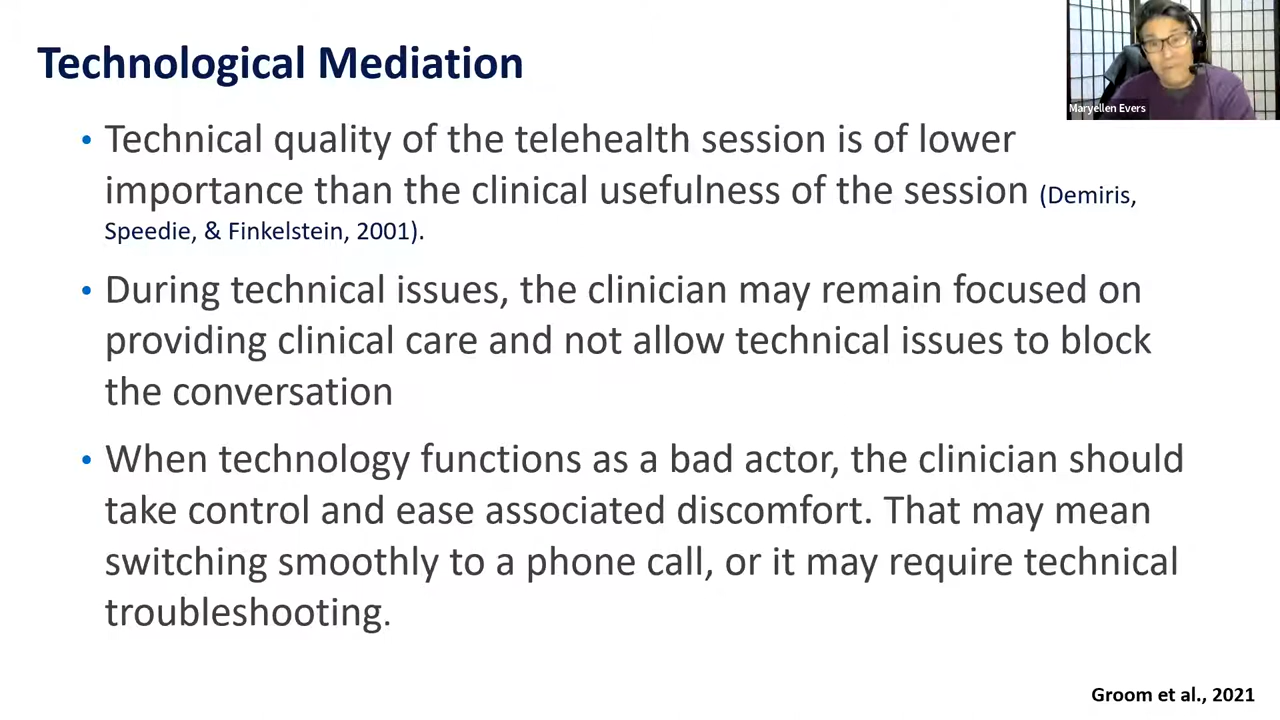 Technological Mediation
Maryellen Evers
• Technical quality of the telehealth session is of lower
importance than the clinical usefulness of the session (Demiris,
Speedie, & Finkelstein, 2001).
• During technical issues, the clinician may remain focused on
providing clinical care and not allow technical issues to block
the conversation
• When technology functions as a bad actor, the clinician should
take control and ease associated discomfort. That may mean
switching smoothly to a phone call, or it may require technical
troubleshooting.
Groom et al., 2021